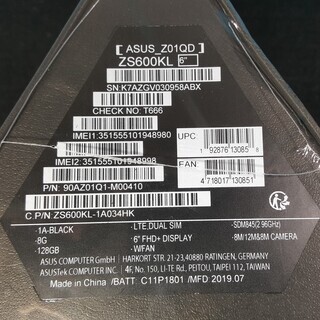 [ ASUS_Z01QD ]
ZS600KL 6"
SN:K7AZGV030958ABX
CHECK NO: T666
IMEI1:351555101948980
UPC:
1 92876 13085 8
IMEI2:351555101948998
EAN:
4 718017 130851
P/N: 90AZ01Q1-M00410
C.P/N ZS600KL-1A034HK
-1A-BLACK -LTE,DUAL SIM -SDM845(2.96GHz)
-8G -6" FHD+ DISPLAY -8M/12M&8M CAMERA
-128GB -WIFAN
ASUS COMPUTER GmbH HARKORT STR. 21-23,40880 RATINGEN, GERMANY
ASUSTek COMPUTER INC. 4F, No. 150, LI-TE Rd., PEITOU, TAIPEI 112, TAIWAN
Made in China /BATT. C11P1801 /MFD 2019.07